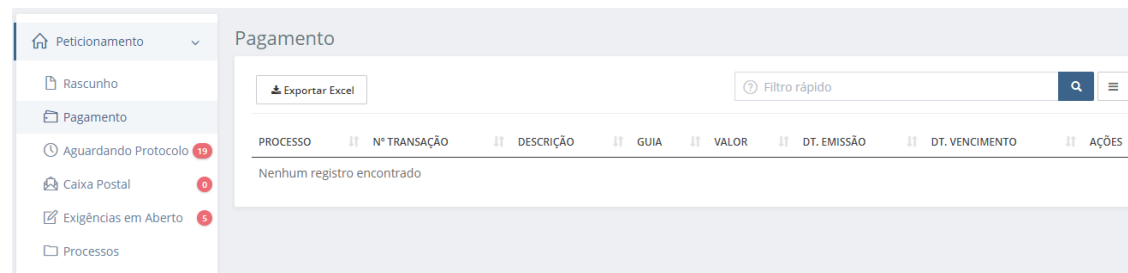 Peticionamento
Rascunho
Pagamento
Aguardando Protocolo 19
Caixa Postal 0
Exigências em Aberto 5
Processos
Pagamento
Exportar Excel
Filtro rápido
PROCESSO Nº TRANSAÇÃO DESCRIÇÃO GUIA VALOR DT. EMISSÃO DT. VENCIMENTO AÇÕES
Nenhum registro encontrado